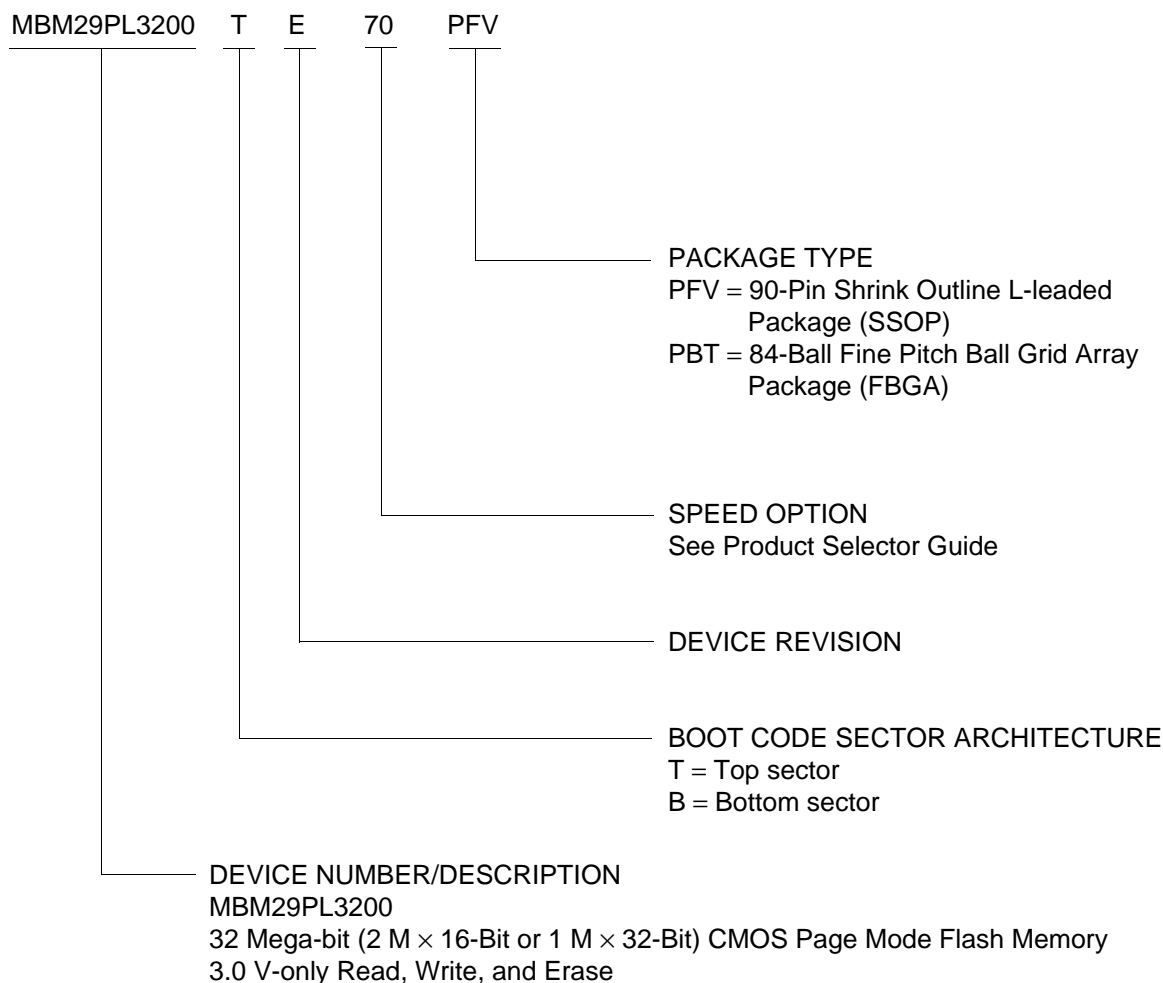 MBM29PL3200 T E 70 PFV
PACKAGE TYPE
PFV = 90-Pin Shrink Outline L-leaded
Package (SSOP)
PBT = 84-Ball Fine Pitch Ball Grid Array
Package (FBGA)
SPEED OPTION
See Product Selector Guide
DEVICE REVISION
BOOT CODE SECTOR ARCHITECTURE
T = Top sector
B = Bottom sector
DEVICE NUMBER/DESCRIPTION
MBM29PL3200
32 Mega-bit (2 M × 16-Bit or 1 M × 32-Bit) CMOS Page Mode Flash Memory
3.0 V-only Read, Write, and Erase